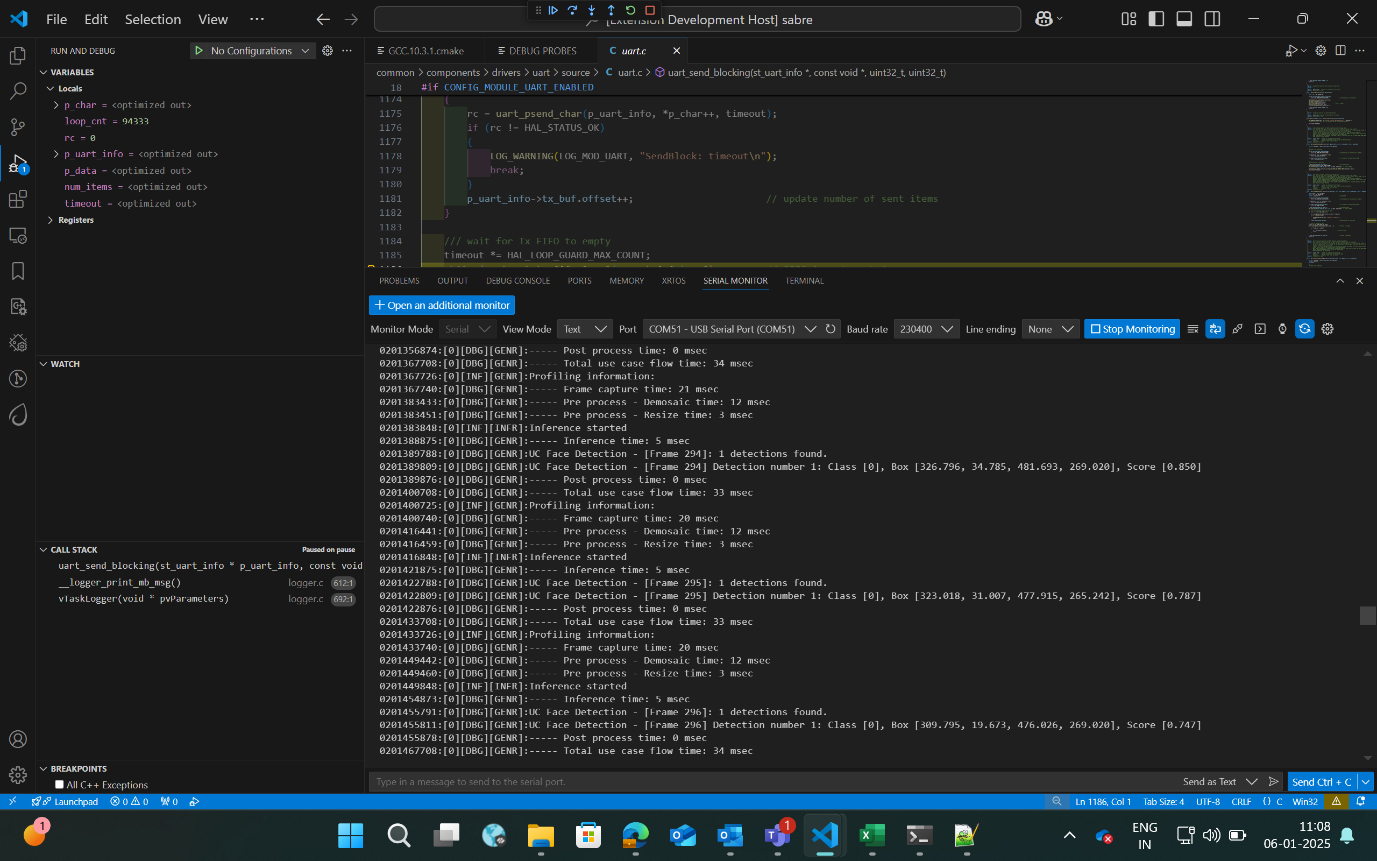 File Edit Selection View ··· [Extension Development Host] sabre
RUN AND DEBUG No Configurations
GCC.10.3.1.cmake DEBUG PROBES C uart.c
common > components > drivers > uart > source > C uart.c > uart_send_blocking(st_uart_info *, const void *, uint32_t, uint32_t)
VARIABLES
Locals
p_char = <optimized out>
loop_cnt = 94333
rc = 0
p_uart_info = <optimized out>
p_data = <optimized out>
num_items = <optimized out>
timeout = <optimized out>
Registers
WATCH
CALL STACK Paused on pause
uart_send_blocking(st_uart_info * p_uart_info, const void
__logger_print_mb_msg() logger.c 612:1
vTaskLogger(void * pvParameters) logger.c 692:1
BREAKPOINTS
All C++ Exceptions
18 #if CONFIG_MODULE_UART_ENABLED
1174 {
1175 rc = uart_psend_char(p_uart_info, *p_char++, timeout);
1176 if (rc != HAL_STATUS_OK)
1177 {
1178 LOG_WARNING(LOG_MOD_UART, "SendBlock: timeout\n");
1179 break;
1180 }
1181 p_uart_info->tx_buf.offset++; // update number of sent items
1182 }
1183
1184 /// wait for Tx FIFO to empty
1185 timeout *= HAL_LOOP_GUARD_MAX_COUNT;
PROBLEMS OUTPUT DEBUG CONSOLE PORTS MEMORY XRTOS SERIAL MONITOR TERMINAL
+ Open an additional monitor
Monitor Mode Serial View Mode Text Port COM51 - USB Serial Port (COM51) Baud rate 230400 Line ending None Stop Monitoring
0201356874:[0][DBG][GENR]:----- Post process time: 0 msec
0201367708:[0][DBG][GENR]:----- Total use case flow time: 34 msec
0201367726:[0][INF][GENR]:Profiling information:
0201367740:[0][DBG][GENR]:----- Frame capture time: 21 msec
0201383433:[0][DBG][GENR]:----- Pre process - Demosaic time: 12 msec
0201383451:[0][DBG][GENR]:----- Pre process - Resize time: 3 msec
0201383848:[0][INF][INFR]:Inference started
0201388875:[0][DBG][GENR]:----- Inference time: 5 msec
0201389788:[0][DBG][GENR]:UC Face Detection - [Frame 294]: 1 detections found.
0201389809:[0][DBG][GENR]:UC Face Detection - [Frame 294] Detection number 1: Class [0], Box [326.796, 34.785, 481.693, 269.020], Score [0.850]
0201389876:[0][DBG][GENR]:----- Post process time: 0 msec
0201400708:[0][DBG][GENR]:----- Total use case flow time: 33 msec
0201400725:[0][INF][GENR]:Profiling information:
0201400740:[0][DBG][GENR]:----- Frame capture time: 20 msec
0201416441:[0][DBG][GENR]:----- Pre process - Demosaic time: 12 msec
0201416459:[0][DBG][GENR]:----- Pre process - Resize time: 3 msec
0201416848:[0][INF][INFR]:Inference started
0201421875:[0][DBG][GENR]:----- Inference time: 5 msec
0201422788:[0][DBG][GENR]:UC Face Detection - [Frame 295]: 1 detections found.
0201422809:[0][DBG][GENR]:UC Face Detection - [Frame 295] Detection number 1: Class [0], Box [323.018, 31.007, 477.915, 265.242], Score [0.787]
0201422876:[0][DBG][GENR]:----- Post process time: 0 msec
0201433708:[0][DBG][GENR]:----- Total use case flow time: 33 msec
0201433726:[0][INF][GENR]:Profiling information:
0201433740:[0][DBG][GENR]:----- Frame capture time: 20 msec
0201449442:[0][DBG][GENR]:----- Pre process - Demosaic time: 12 msec
0201449460:[0][DBG][GENR]:----- Pre process - Resize time: 3 msec
0201449848:[0][INF][INFR]:Inference started
0201454873:[0][DBG][GENR]:----- Inference time: 5 msec
0201455791:[0][DBG][GENR]:UC Face Detection - [Frame 296]: 1 detections found.
0201455811:[0][DBG][GENR]:UC Face Detection - [Frame 296] Detection number 1: Class [0], Box [309.795, 19.673, 476.026, 269.020], Score [0.747]
0201455878:[0][DBG][GENR]:----- Post process time: 0 msec
0201467708:[0][DBG][GENR]:----- Total use case flow time: 34 msec
Type in a message to send to the serial port. Send as Text Send Ctrl + C
Launchpad 0 0 0 Ln 1186, Col 1 Tab Size: 4 UTF-8 CRLF {} C Win32
1 1 ENG IN 11:08 06-01-2025